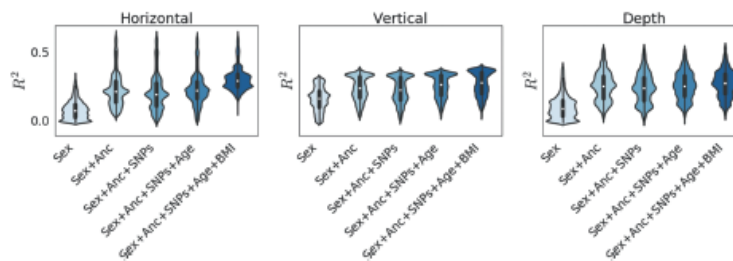 Horizontal
Vertical
Depth
R²
0.5
0.0
R²
R²
Sex
Sex+Anc
Sex+Anc+SNPs
Sex+Anc+SNPs+Age
Sex+Anc+SNPs+Age+BMI
Sex
Sex+Anc
Sex+Anc+SNPs
Sex+Anc+SNPs+Age
Sex+Anc+SNPs+Age+BMI
Sex
Sex+Anc
Sex+Anc+SNPs
Sex+Anc+SNPs+Age
Sex+Anc+SNPs+Age+BMI